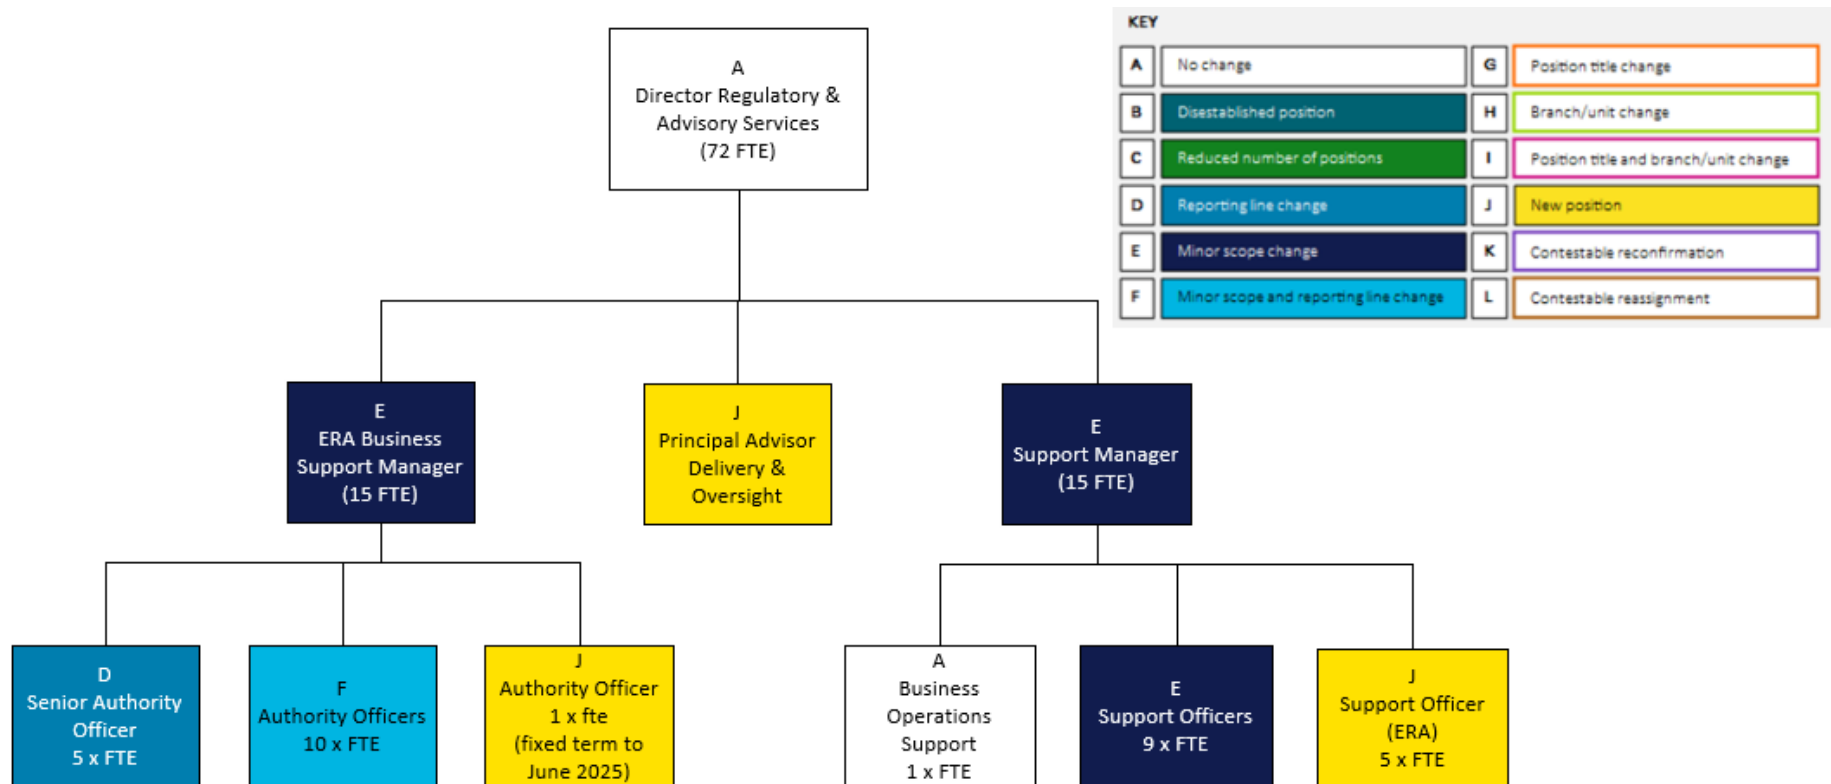 KEY
A No change
G Position title change
B Disestablished position
H Branch/unit change
C Reduced number of positions
I Position title and branch/unit change
D Reporting line change
J New position
E Minor scope change
K Contestable reconfirmation
F Minor scope and reporting line change
L Contestable reassignment
A
Director Regulatory &
Advisory Services
(72 FTE)
E
ERA Business
Support Manager
(15 FTE)
J
Principal Advisor
Delivery &
Oversight
E
Support Manager
(15 FTE)
D
Senior Authority
Officer
5 x FTE
F
Authority Officers
10 x FTE
J
Authority Officer
1 x fte
(fixed term to
June 2025)
A
Business
Operations
Support
1 x FTE
E
Support Officers
9 x FTE
J
Support Officer
(ERA)
5 x FTE